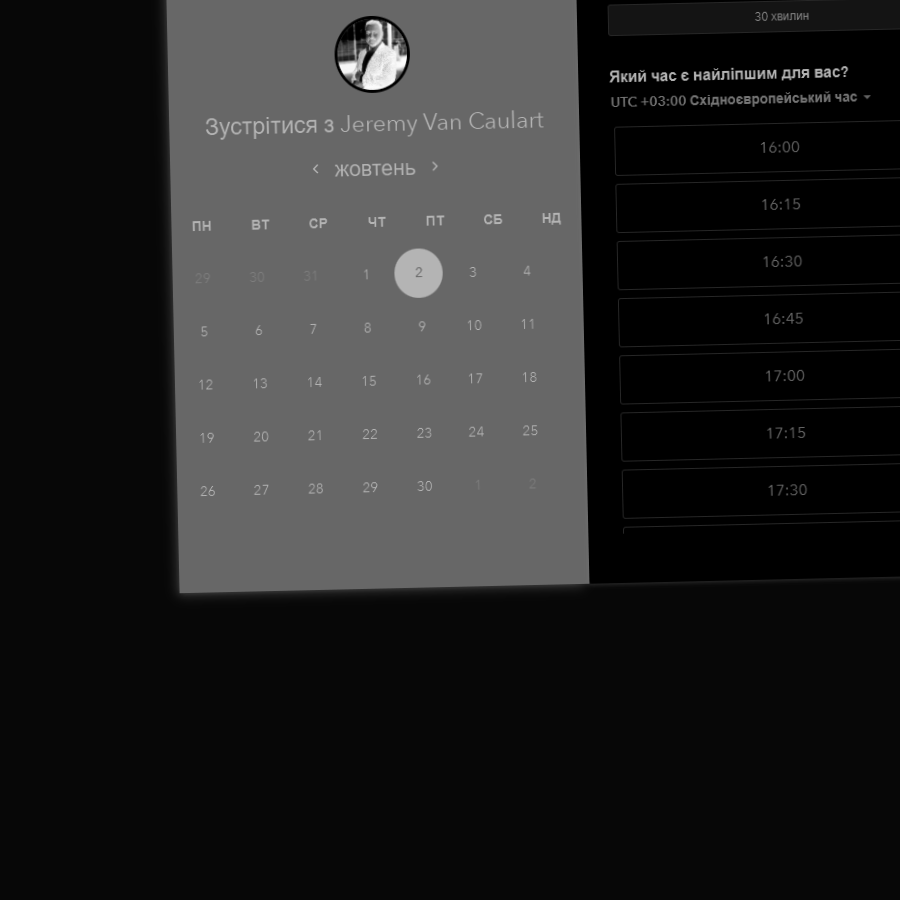 Зустрітися з Jeremy Van Caulart
‹ жовтень ›
ПН ВТ СР ЧТ ПТ СБ НД
29 30 31 1 2 3 4
5 6 7 8 9 10 11
12 13 14 15 16 17 18
19 20 21 22 23 24 25
26 27 28 29 30 1 2
30 хвилин
Який час є найліпшим для вас?
UTC +03:00 Східноєвропейський час
16:00
16:15
16:30
16:45
17:00
17:15
17:30